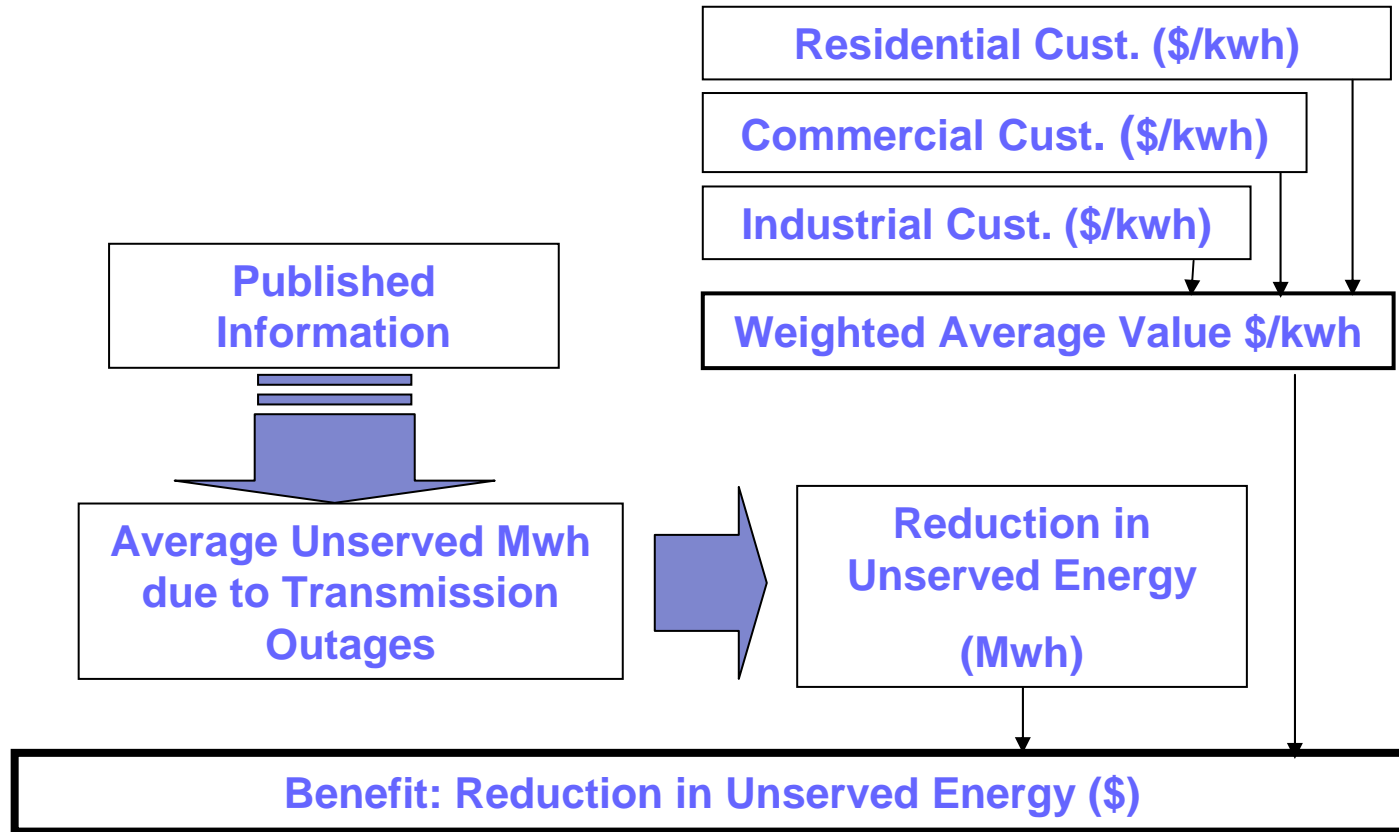 Residential Cust. ($/kwh)
Commercial Cust. ($/kwh)
Industrial Cust. ($/kwh)
Published
Information
Weighted Average Value $/kwh
Average Unserved Mwh
due to Transmission
Outages
Reduction in
Unserved Energy
(Mwh)
Benefit: Reduction in Unserved Energy ($)